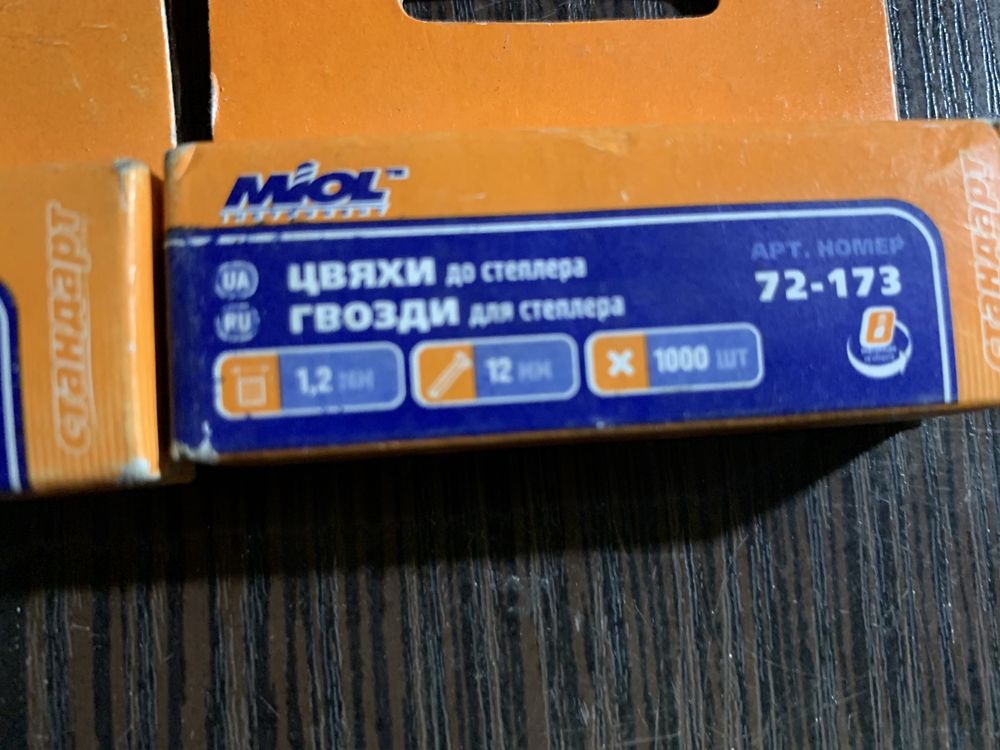 MIOL™
АРТ. НОМЕР
UA ЦВЯХИ до степлера
72-173
RU ГВОЗДИ для степлера
1,2 мм 12 мм 1000 шт
стандарт
стандарт